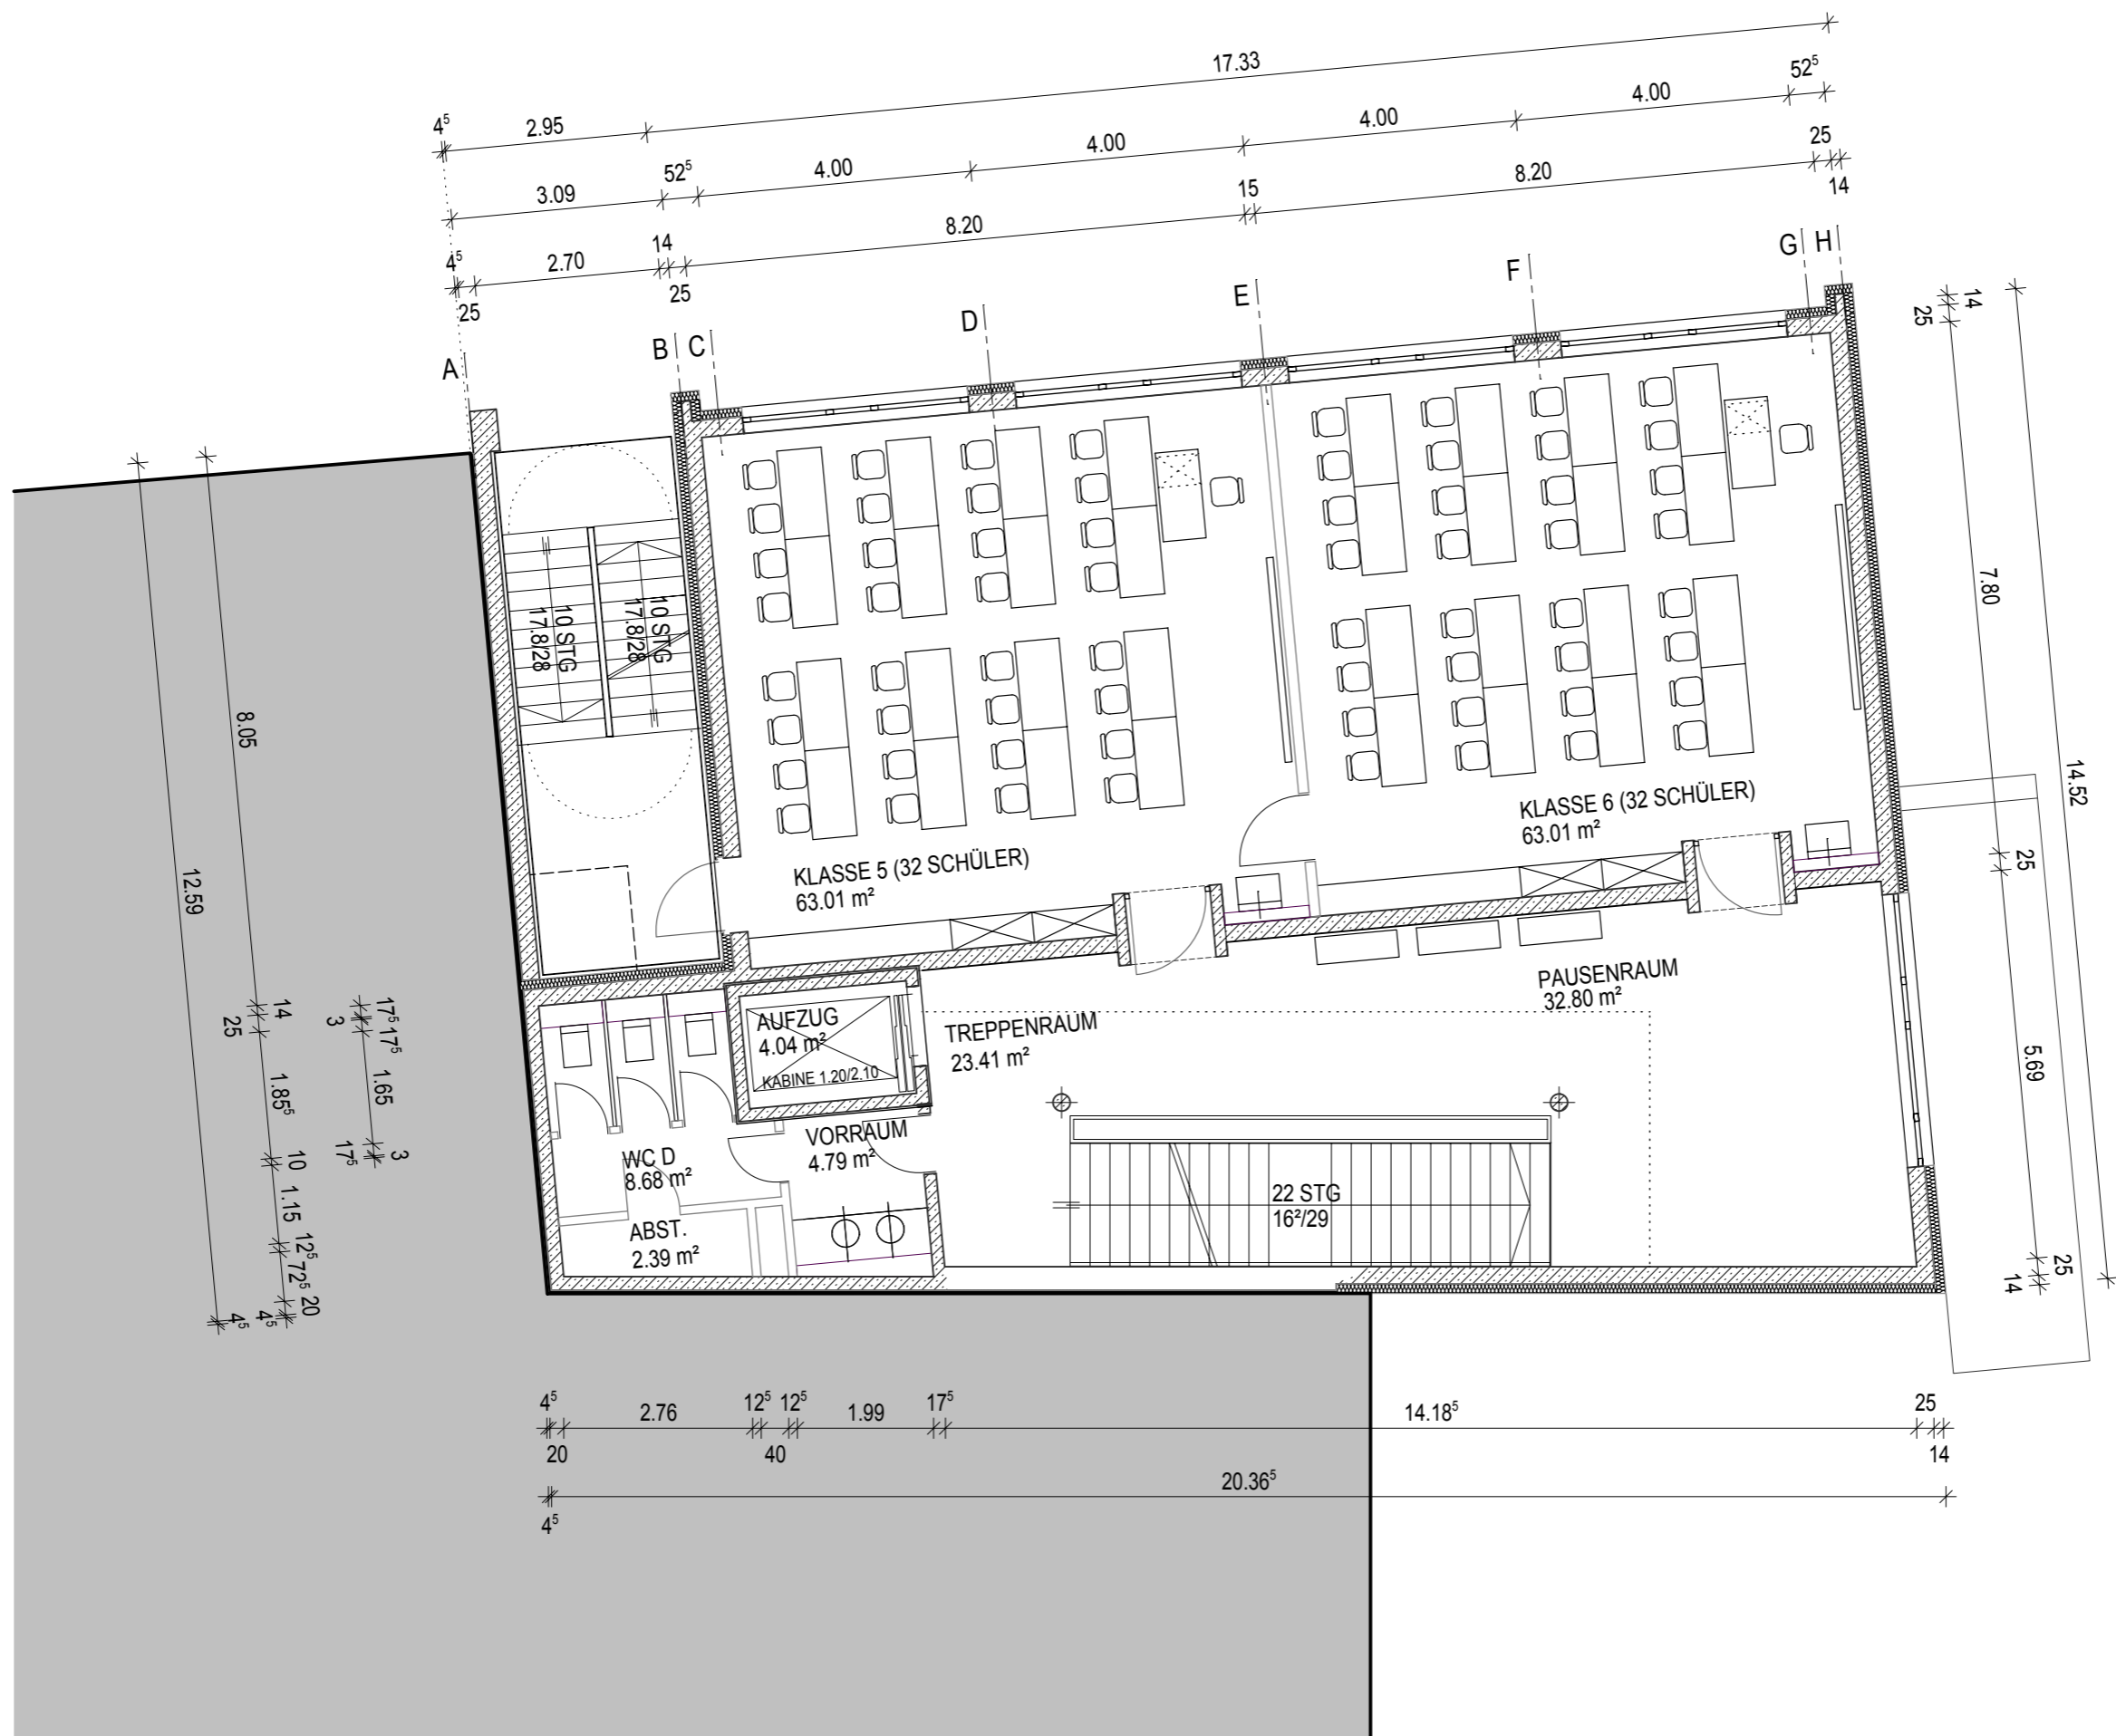 17.33
4⁵ 2.95
52⁵
4.00
4.00
4.00
4.00
52⁵
3.09
25
14
8.20
15
8.20
14
4⁵ 2.70
25
25
A
B
C
D
E
F
G
H
14
25
7.80
14.52
25
5.69
25
14
8.05
12.59
14
25
1.85⁵
10
1.15
12⁵
72⁵
20
4⁵
4⁵
17⁵
3
17⁵
1.65
3
17⁵
10 STG
17.8/28
10 STG
17.8/28
KLASSE 5 (32 SCHÜLER)
63.01 m²
KLASSE 6 (32 SCHÜLER)
63.01 m²
PAUSENRAUM
32.80 m²
AUFZUG
4.04 m²
KABINE 1.20/2.10
TREPPENRAUM
23.41 m²
VORRAUM
4.79 m²
WC D
8.68 m²
ABST.
2.39 m²
22 STG
16²/29
4⁵
20
2.76
12⁵
40
12⁵
1.99
17⁵
14.18⁵
25
14
20.36⁵
4⁵